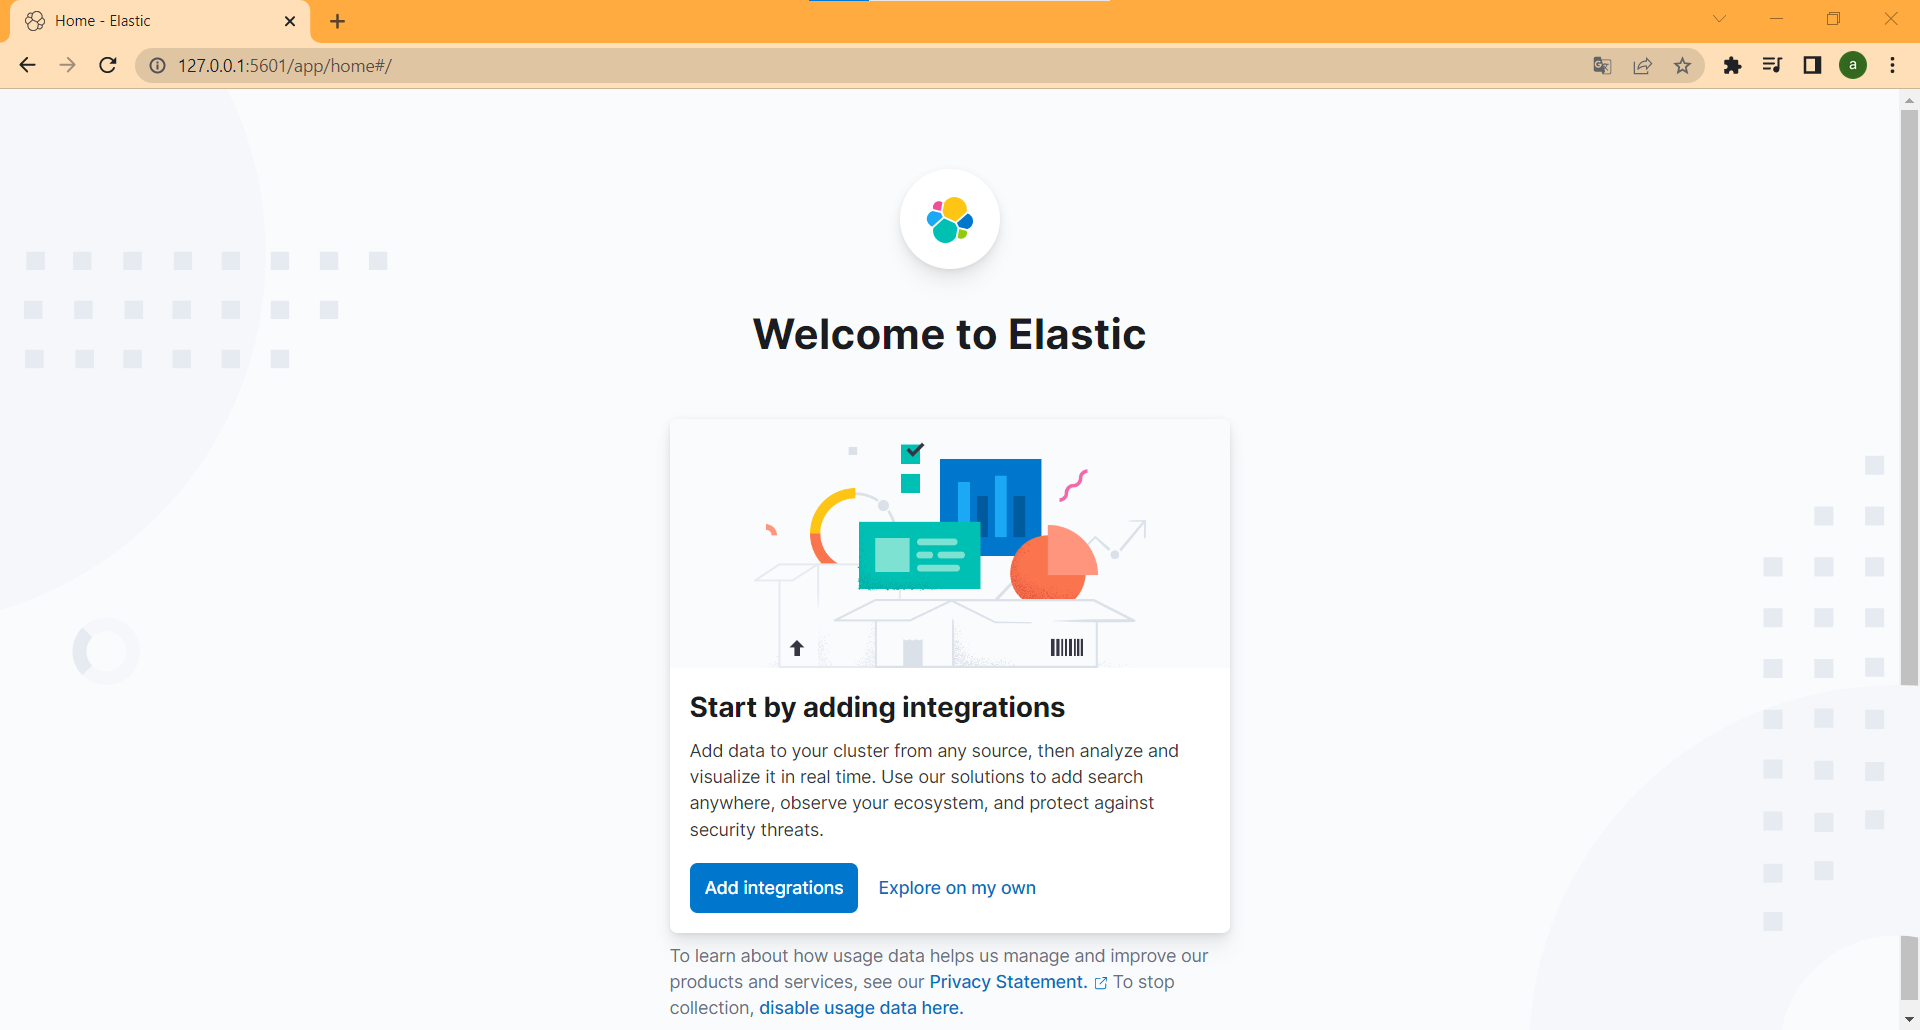 Home - Elastic
127.0.0.1:5601/app/home#/
a
Welcome to Elastic
Start by adding integrations
Add data to your cluster from any source, then analyze and
visualize it in real time. Use our solutions to add search
anywhere, observe your ecosystem, and protect against
security threats.
Add integrations
Explore on my own
To learn about how usage data helps us manage and improve our
products and services, see our Privacy Statement. To stop
collection, disable usage data here.